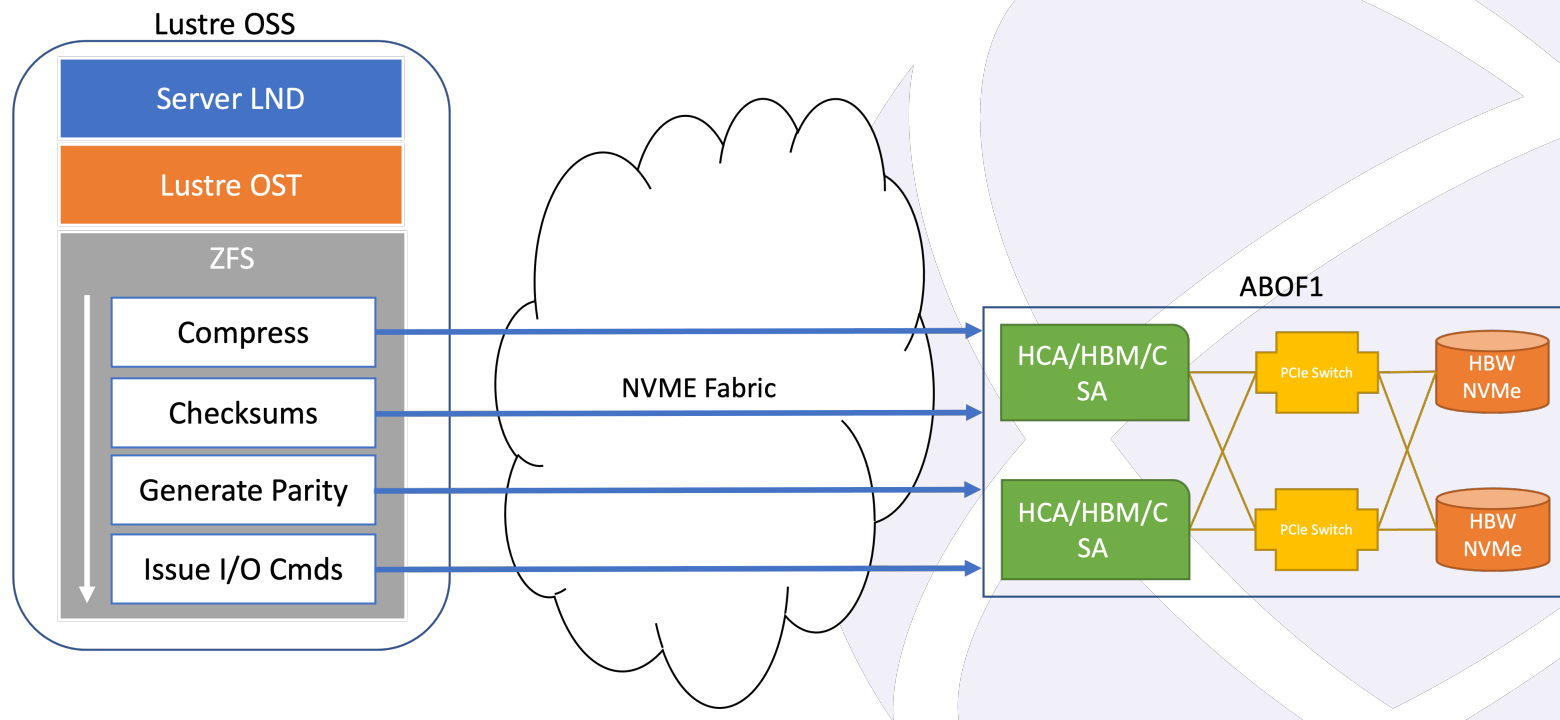 Lustre OSS
Server LND
Lustre OST
ZFS
Compress
Checksums
Generate Parity
Issue I/O Cmds
NVME Fabric
ABOF1
HCA/HBM/C
SA
PCIe Switch
HBW
NVMe
HCA/HBM/C
SA
PCIe Switch
HBW
NVMe